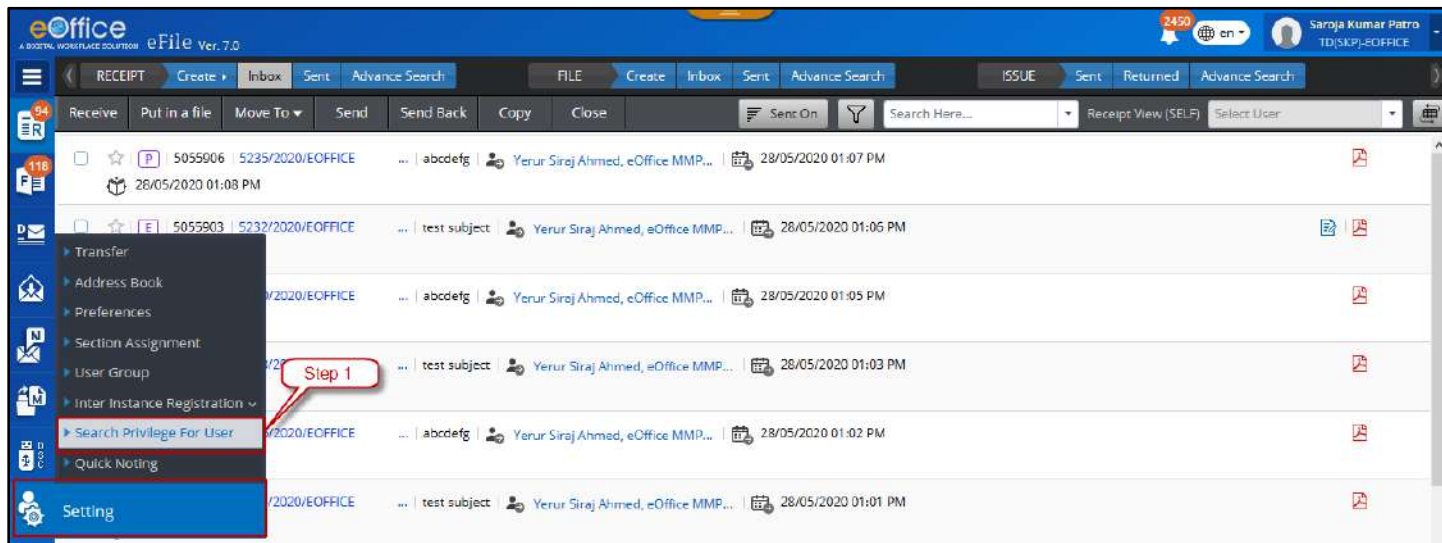 eOffice
A DIGITAL WORKPLACE SOLUTION eFile Ver. 7.0
2450 en Saroja Kumar Patro
TD(SKP)-EOFFICE
RECEIPT Create Inbox Sent Advance Search FILE Create Inbox Sent Advance Search ISSUE Sent Returned Advance Search
94 Receive Put in a file Move To Send Send Back Copy Close Sent On Search Here... Receipt View (SELF) Select User
P 5055906 5235/2020/EOFFICE ... abcdefg Yerur Siraj Ahmed, eOffice MMP... 28/05/2020 01:07 PM
118 28/05/2020 01:08 PM
E 5055903 5232/2020/EOFFICE ... test subject Yerur Siraj Ahmed, eOffice MMP... 28/05/2020 01:06 PM
Transfer
Address Book
/2020/EOFFICE ... abcdefg Yerur Siraj Ahmed, eOffice MMP... 28/05/2020 01:05 PM
Preferences
Section Assignment
... test subject Yerur Siraj Ahmed, eOffice MMP... 28/05/2020 01:03 PM
User Group
Step 1
Inter Instance Registration
Search Privilege For User
/2020/EOFFICE ... abcdefg Yerur Siraj Ahmed, eOffice MMP... 28/05/2020 01:02 PM
DSC
Quick Noting
Setting
/2020/EOFFICE ... test subject Yerur Siraj Ahmed, eOffice MMP... 28/05/2020 01:01 PM